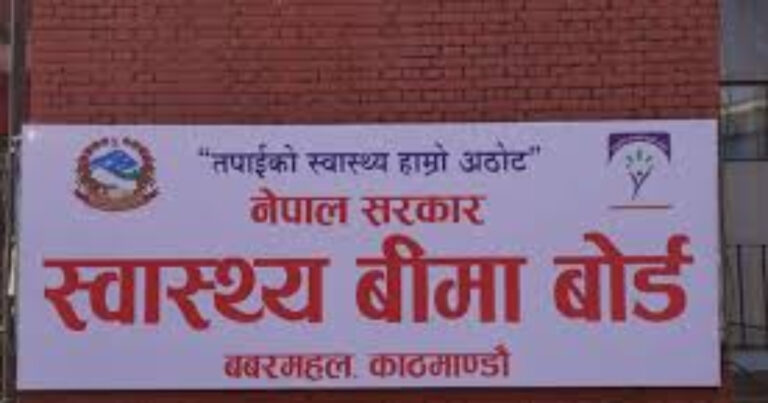 “तपाईको स्वास्थ्य हाम्रो अठोट”
नेपाल सरकार
स्वास्थ्य बीमा बोर्ड
बबरमहल. काठमाण्डौ